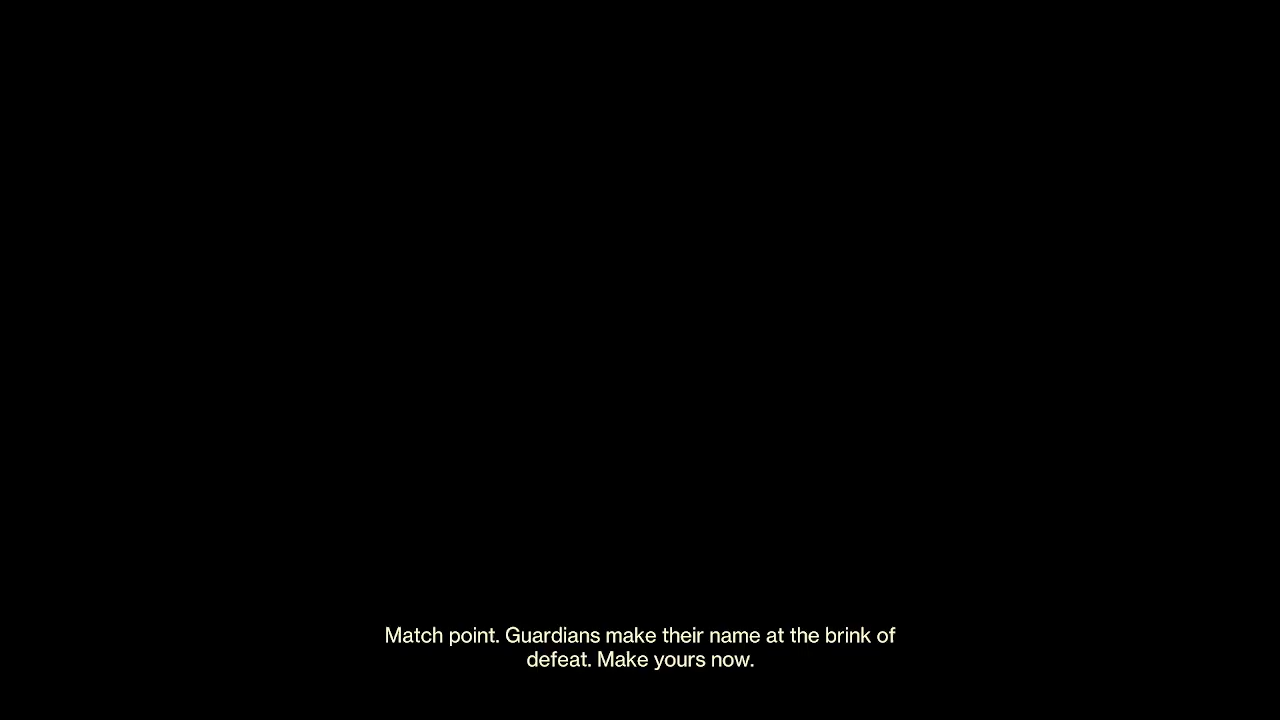 Match point. Guardians make their name at the brink of
defeat. Make yours now.